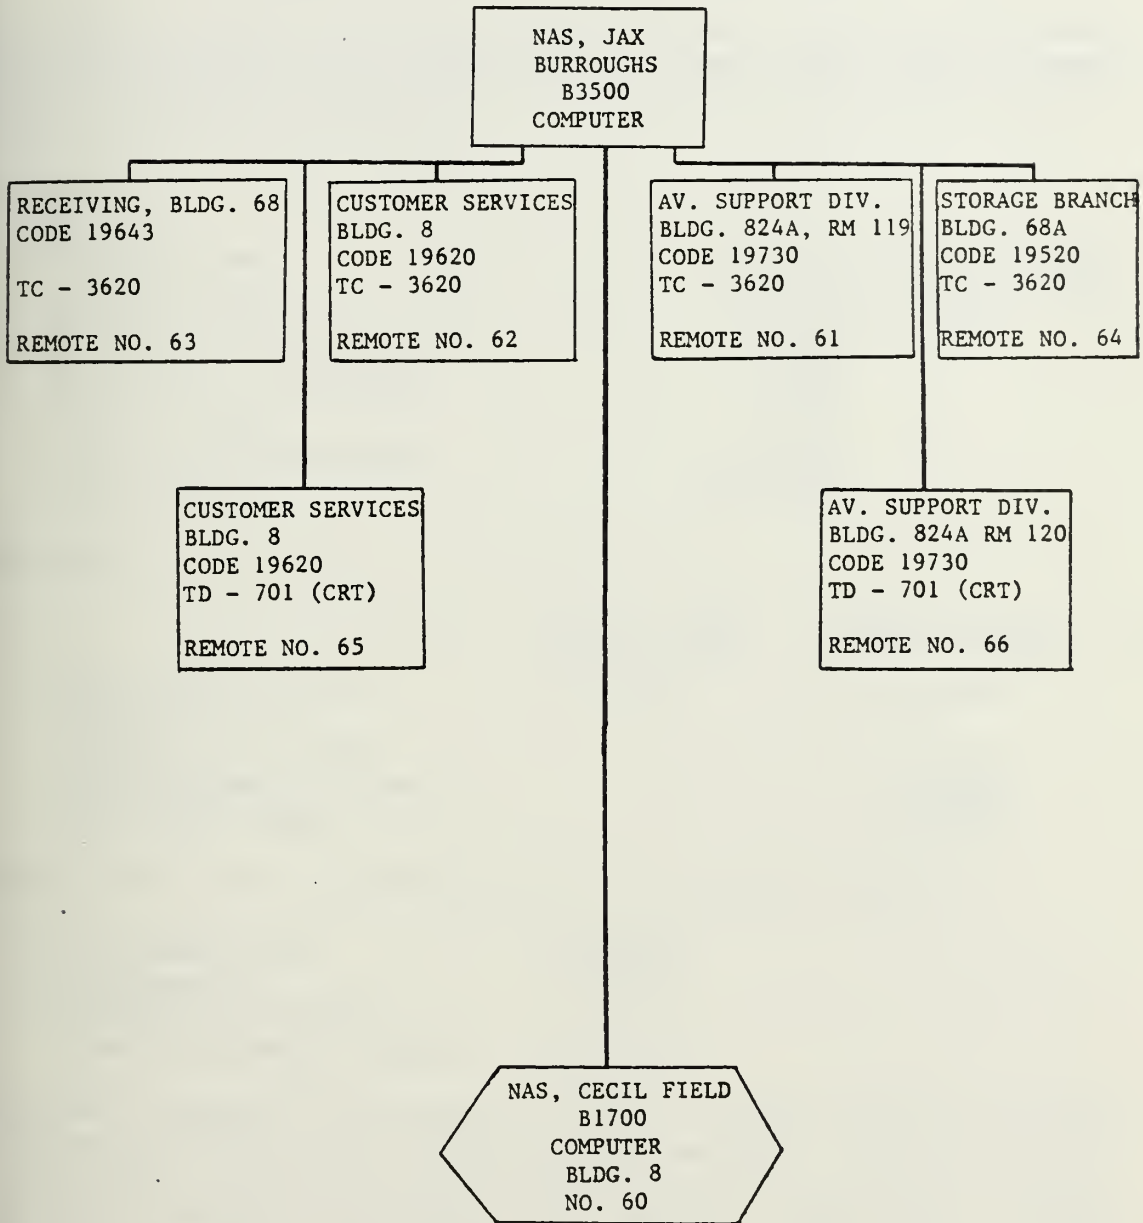 NAS, JAX
BURROUGHS
B3500
COMPUTER
RECEIVING, BLDG. 68
CODE 19643
TC - 3620
REMOTE NO. 63
CUSTOMER SERVICES
BLDG. 8
CODE 19620
TC - 3620
REMOTE NO. 62
AV. SUPPORT DIV.
BLDG. 824A, RM 119
CODE 19730
TC - 3620
REMOTE NO. 61
STORAGE BRANCH
BLDG. 68A
CODE 19520
TC - 3620
REMOTE NO. 64
CUSTOMER SERVICES
BLDG. 8
CODE 19620
TD - 701 (CRT)
REMOTE NO. 65
AV. SUPPORT DIV.
BLDG. 824A RM 120
CODE 19730
TD - 701 (CRT)
REMOTE NO. 66
NAS, CECIL FIELD
B1700
COMPUTER
BLDG. 8
NO. 60